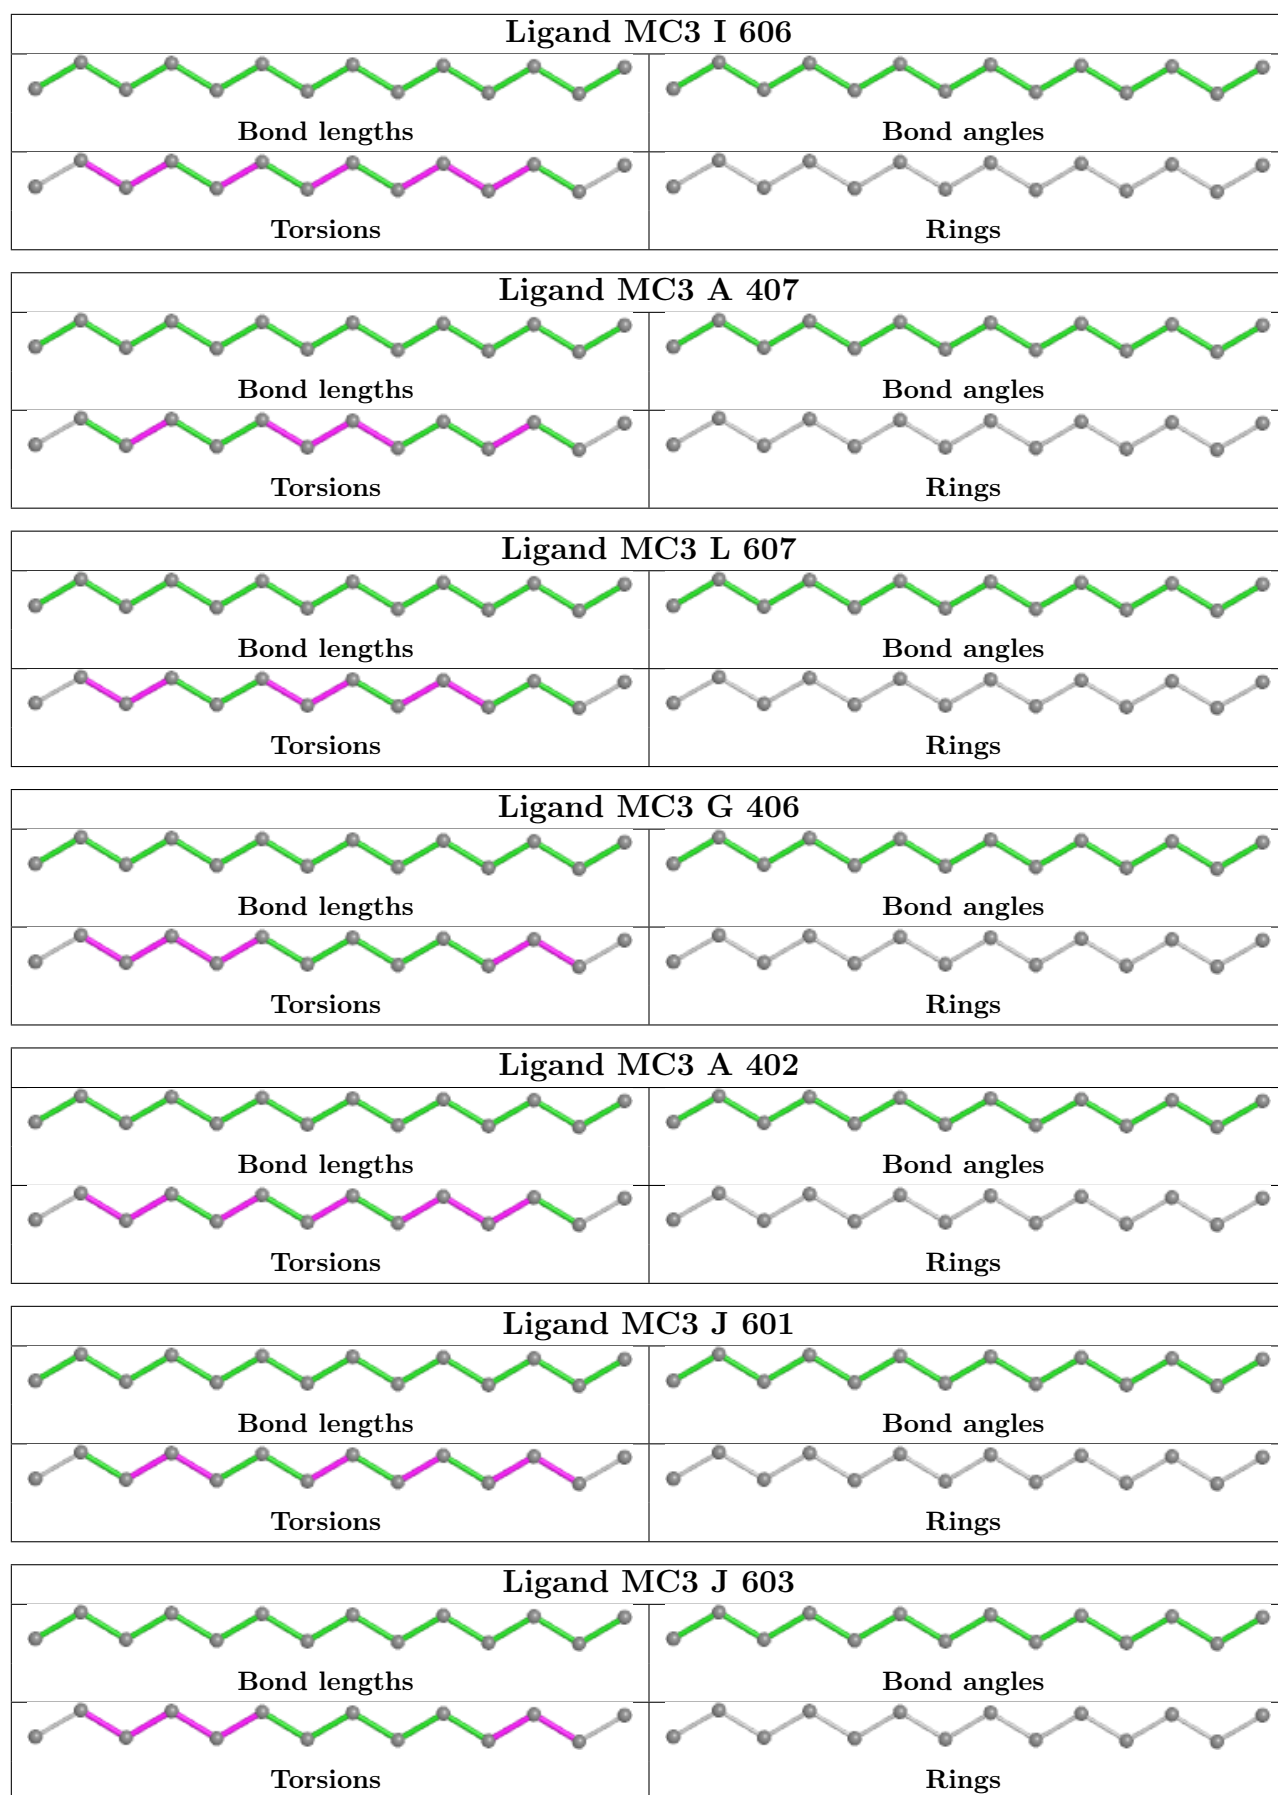 Ligand MC3 I 606
Bond lengths Bond angles
Torsions Rings
Ligand MC3 A 407
Bond lengths Bond angles
Torsions Rings
Ligand MC3 L 607
Bond lengths Bond angles
Torsions Rings
Ligand MC3 G 406
Bond lengths Bond angles
Torsions Rings
Ligand MC3 A 402
Bond lengths Bond angles
Torsions Rings
Ligand MC3 J 601
Bond lengths Bond angles
Torsions Rings
Ligand MC3 J 603
Bond lengths Bond angles
Torsions Rings